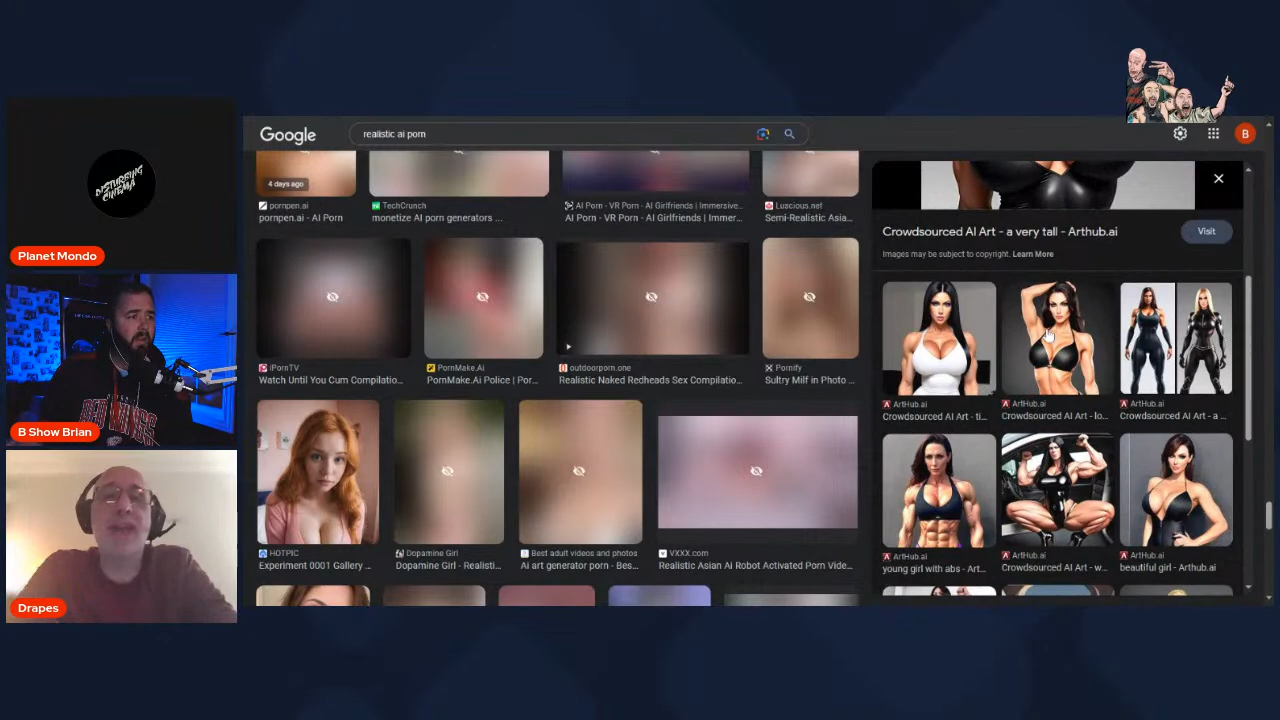 DISTURBING
CINEMA
Planet Mondo
RED WINGS
B Show Brian
Drapes
Google
realistic ai porn
B
4 days ago
pornpen.ai
pornpen.ai - AI Porn
TechCrunch
monetize AI porn generators ...
AI Porn - VR Porn - AI Girlfriends | Immersive...
AI Porn - VR Porn - AI Girlfriends | Immer...
Luscious.net
Semi-Realistic Asia...
iPornTV
Watch Until You Cum Compilatio...
PornMake.Ai
PornMake.Ai Police | Por...
outdoorporn.one
Realistic Naked Redheads Sex Compilatio...
Pornify
Sultry Milf in Photo ...
HOTPIC
Experiment 0001 Gallery ...
Dopamine Girl
Dopamine Girl - Realisti...
Best adult videos and photos
Ai art generator porn - Bes...
VXXX.com
Realistic Asian Ai Robot Activated Porn Vide...
Crowdsourced AI Art - a very tall - Arthub.ai
Visit
Images may be subject to copyright. Learn More
ArtHub.ai
Crowdsourced AI Art - ti...
ArtHub.ai
Crowdsourced AI Art - lo...
ArtHub.ai
Crowdsourced AI Art - a ...
ArtHub.ai
young girl with abs - Art...
ArtHub.ai
Crowdsourced AI Art - w...
ArtHub.ai
beautiful girl - Arthub.ai